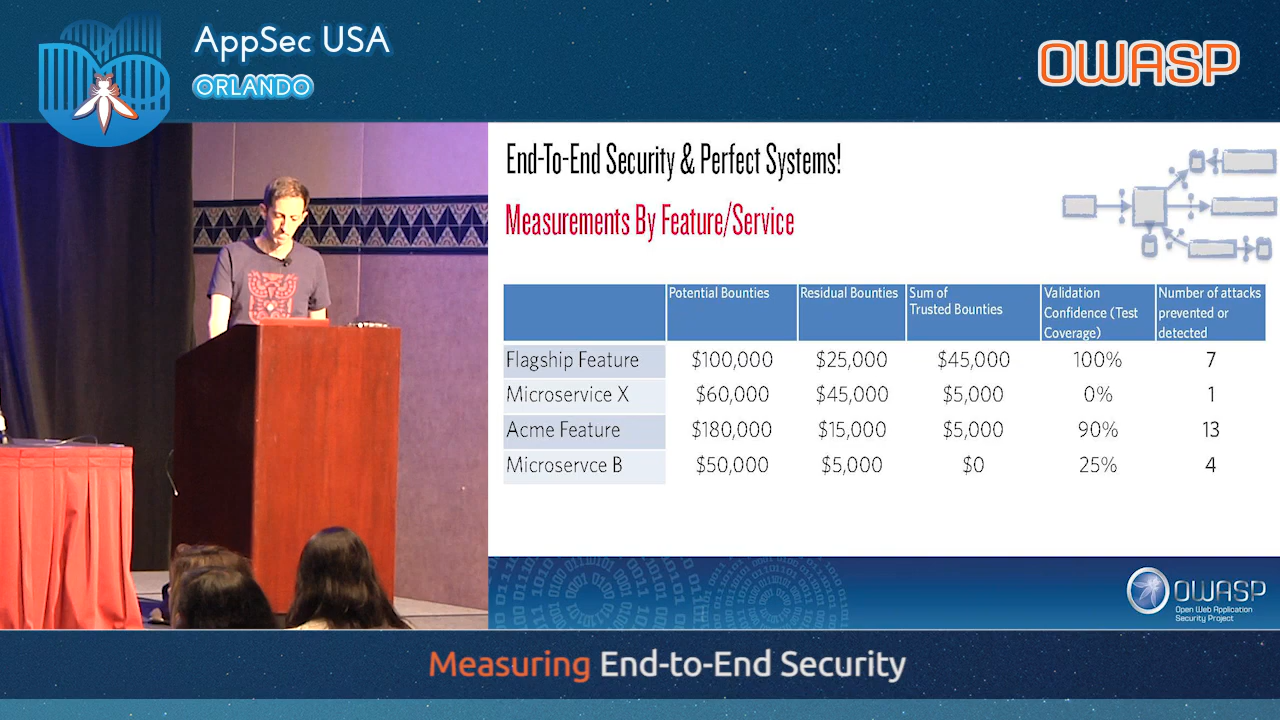 AppSec USA
ORLANDO
OWASP
End-To-End Security & Perfect Systems!
Measurements By Feature/Service
Potential Bounties
Residual Bounties
Sum of
Trusted Bounties
Validation
Confidence (Test
Coverage)
Number of attacks
prevented or
detected
Flagship Feature $100,000 $25,000 $45,000 100% 7
Microservice X $60,000 $45,000 $5,000 0% 1
Acme Feature $180,000 $15,000 $5,000 90% 13
Microservce B $50,000 $5,000 $0 25% 4
OWASP
Open Web Application
Security Project
Measuring End-to-End Security